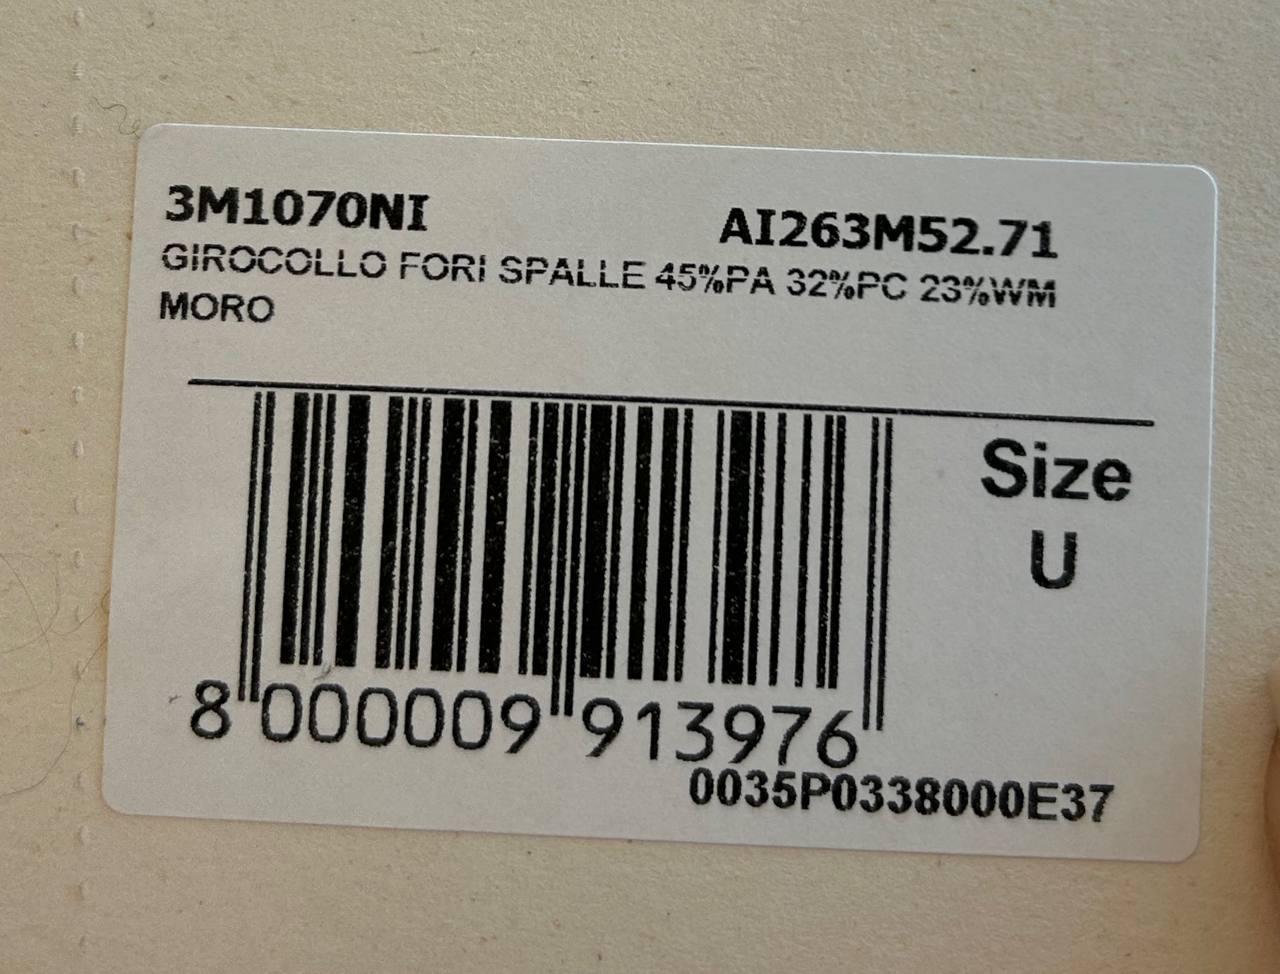 3M1070NI AI263M52.71
GIROCOLLO FORI SPALLE 45%PA 32%PC 23%WM
MORO
Size
U
8 000009 913976
0035P0338000E37